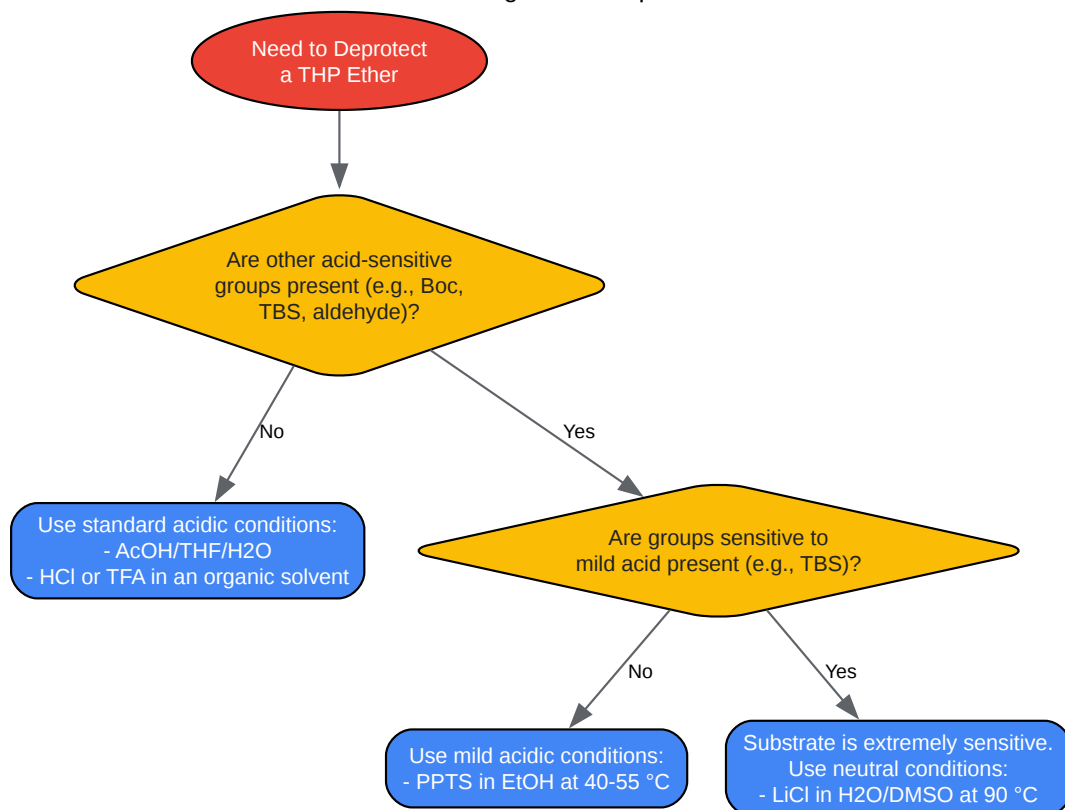 Need to Deprotect
a THP Ether
Are other acid-sensitive
groups present (e.g., Boc,
TBS, aldehyde)?
No
Yes
Use standard acidic conditions:
- AcOH/THF/H2O
- HCl or TFA in an organic solvent
Are groups sensitive to
mild acid present (e.g., TBS)?
No
Yes
Use mild acidic conditions:
- PPTS in EtOH at 40-55 °C
Substrate is extremely sensitive.
Use neutral conditions:
- LiCl in H2O/DMSO at 90 °C